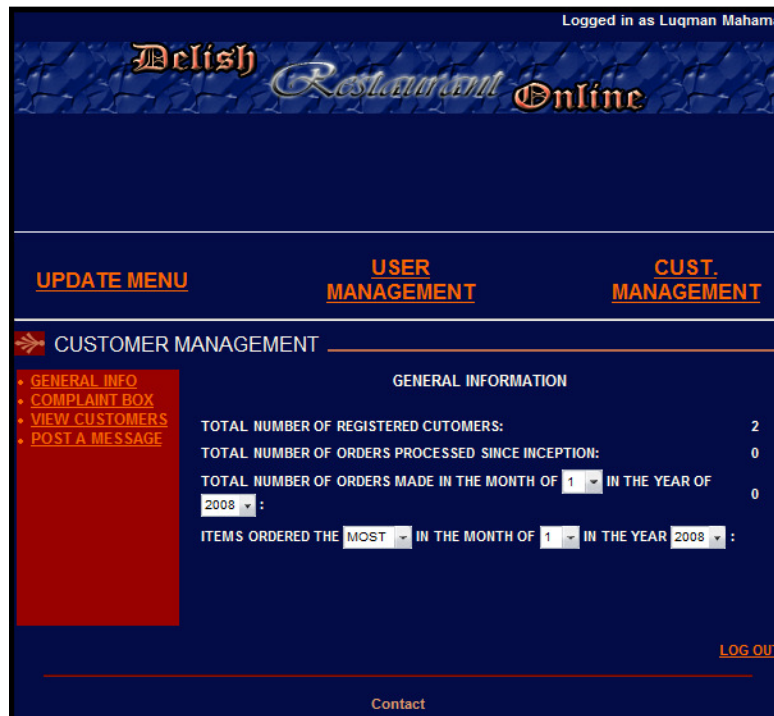 Logged in as Luqman Mahama
Delish Restaurant Online
UPDATE MENU
USER
MANAGEMENT
CUST.
MANAGEMENT
CUSTOMER MANAGEMENT
GENERAL INFO
COMPLAINT BOX
VIEW CUSTOMERS
POST A MESSAGE
GENERAL INFORMATION
TOTAL NUMBER OF REGISTERED CUTOMERS: 2
TOTAL NUMBER OF ORDERS PROCESSED SINCE INCEPTION: 0
TOTAL NUMBER OF ORDERS MADE IN THE MONTH OF 1 IN THE YEAR OF
2008 : 0
ITEMS ORDERED THE MOST IN THE MONTH OF 1 IN THE YEAR 2008 :
LOG OUT
Contact